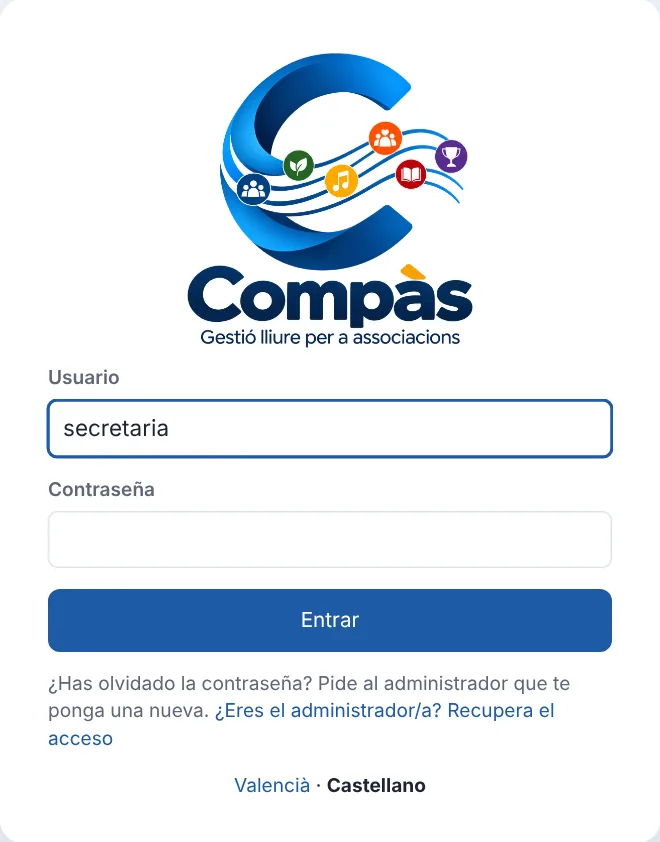 Compàs
Gestió lliure per a associacions
Usuario
secretaria
Contraseña
Entrar
¿Has olvidado la contraseña? Pide al administrador que te
ponga una nueva. ¿Eres el administrador/a? Recupera el
acceso
Valencià · Castellano